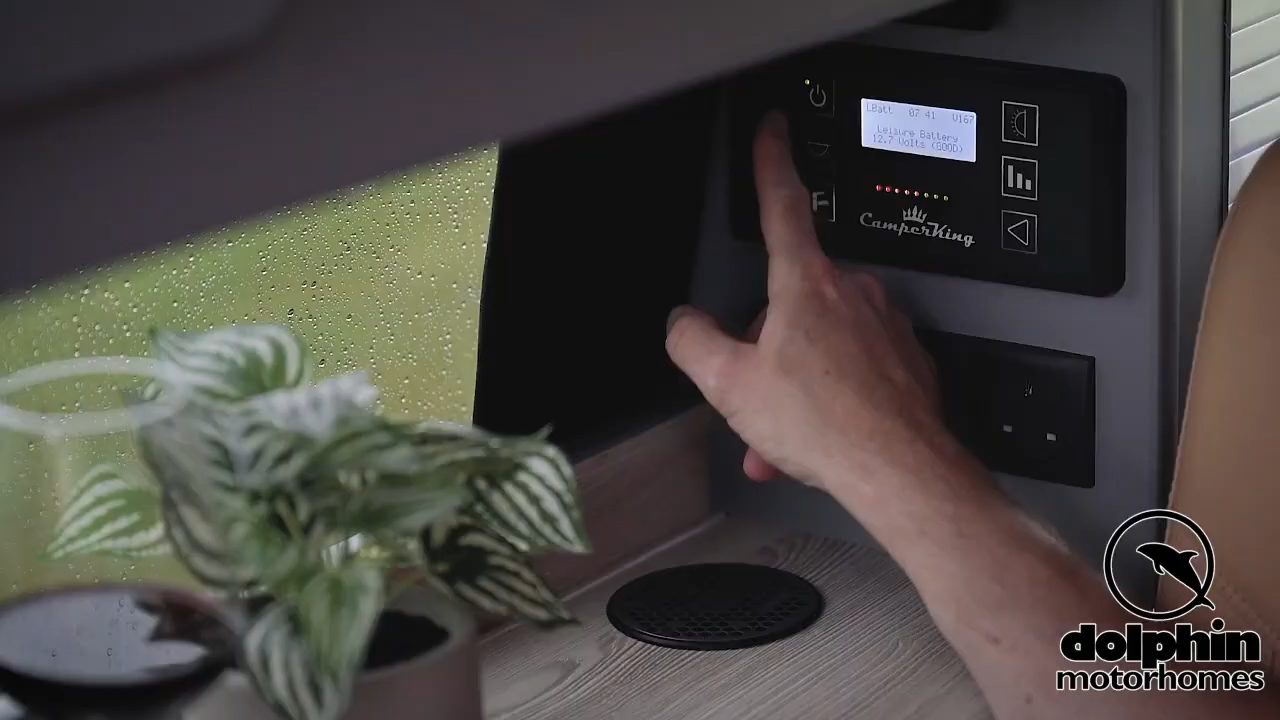 LBatt 07 41 V167
Leisure Battery
12.7 Volts (GOOD)
CamperKing
dolphin
motorhomes